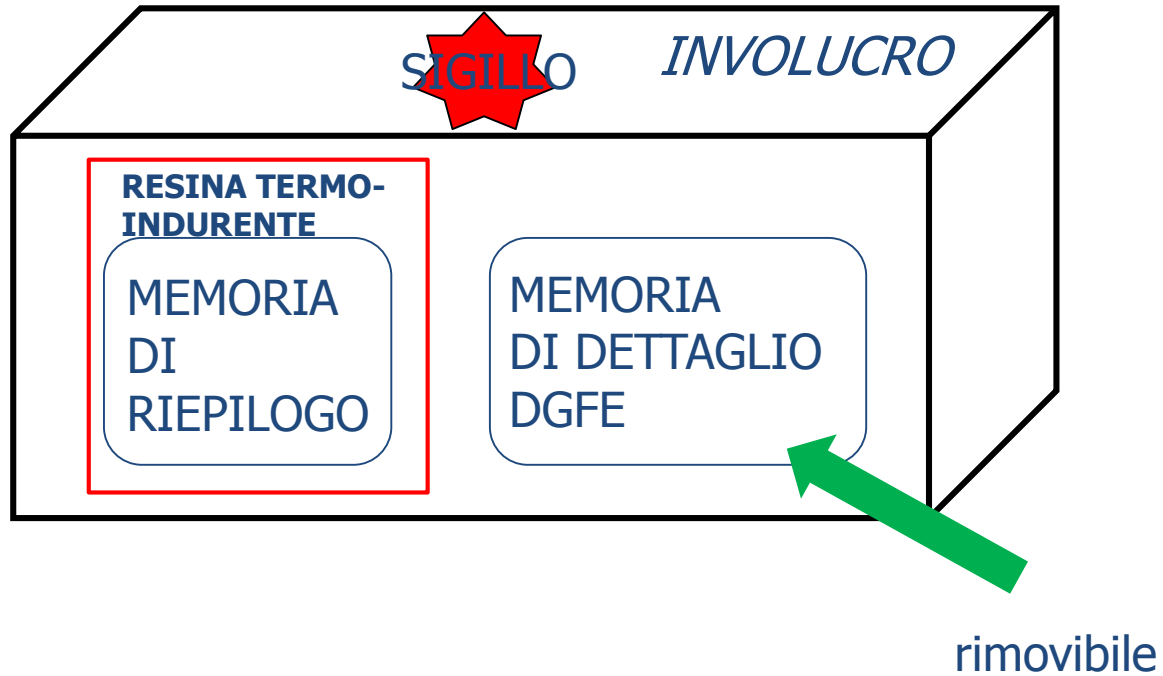 SIGILLO
INVOLUCRO
RESINA TERMO-
INDURENTE
MEMORIA
DI
RIEPILOGO
MEMORIA
DI DETTAGLIO
DGFE
rimovibile